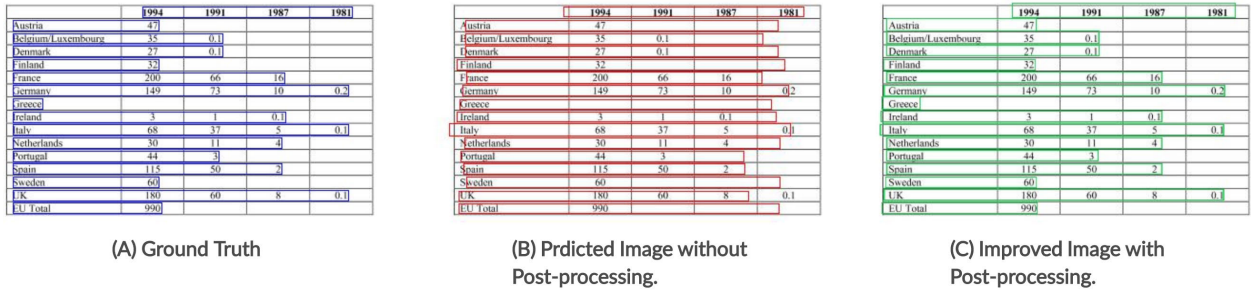 1994 1991 1987 1981
Austria 47
Belgium/Luxembourg 35 0.1
Denmark 27 0.1
Finland 32
France 200 66 16
Germany 149 73 10 0.2
Greece
Ireland 3 1 0.1
Italy 68 37 5 0.1
Netherlands 30 11 4
Portugal 44 3
Spain 115 50 2
Sweden 60
UK 180 60 8 0.1
EU Total 990
(A) Ground Truth
1994 1991 1987 1981
Austria 47
Belgium/Luxembourg 35 0.1
Denmark 27 0.1
Finland 32
France 200 66 16
Germany 149 73 10 0.2
Greece
Ireland 3 1 0.1
Italy 68 37 5 0.1
Netherlands 30 11 4
Portugal 44 3
Spain 115 50 2
Sweden 60
UK 180 60 8 0.1
EU Total 990
(B) Prdicted Image without
Post-processing.
1994 1991 1987 1981
Austria 47
Belgium/Luxembourg 35 0.1
Denmark 27 0.1
Finland 32
France 200 66 16
Germany 149 73 10 0.2
Greece
Ireland 3 1 0.1
Italy 68 37 5 0.1
Netherlands 30 11 4
Portugal 44 3
Spain 115 50 2
Sweden 60
UK 180 60 8 0.1
EU Total 990
(C) Improved Image with
Post-processing.